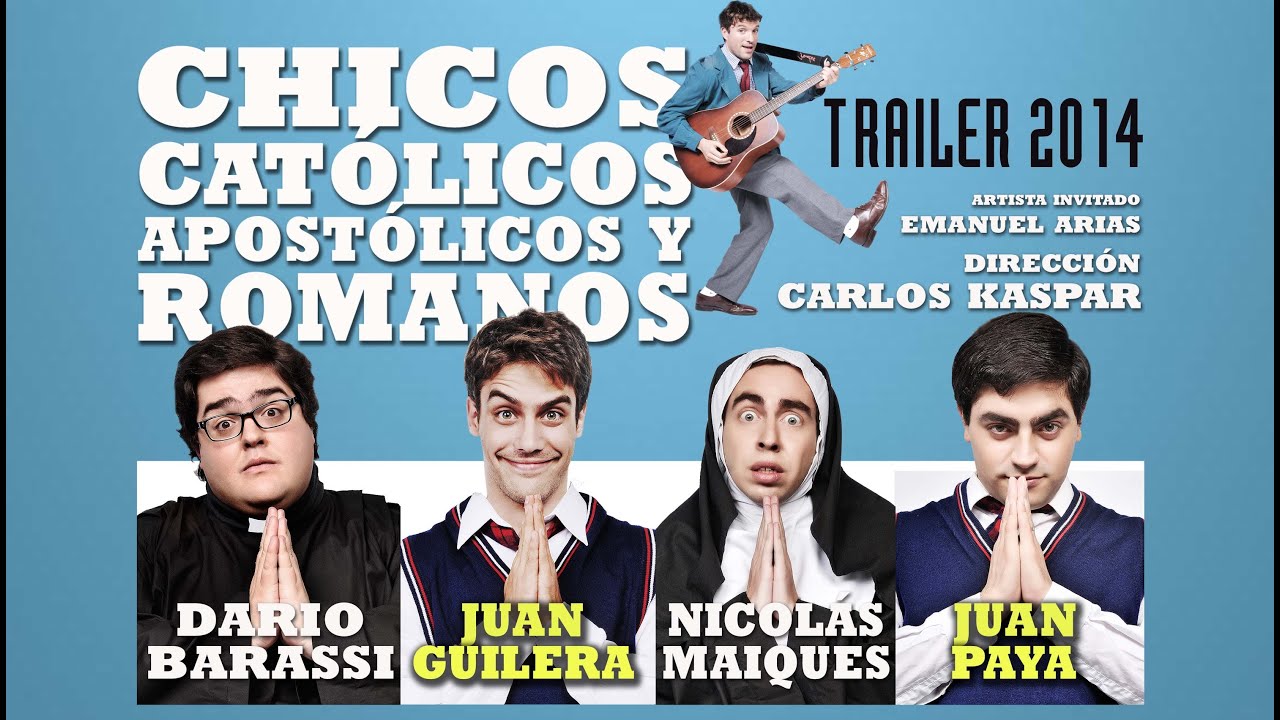 CHICOS
CATÓLICOS
APOSTÓLICOS Y
ROMANOS
TRAILER 2014
ARTISTA INVITADO
EMANUEL ARIAS
DIRECCIÓN
CARLOS KASPAR
DARIO
BARASSI
JUAN
GUILERA
NICOLAS
MAIQUES
JUAN
PAYA